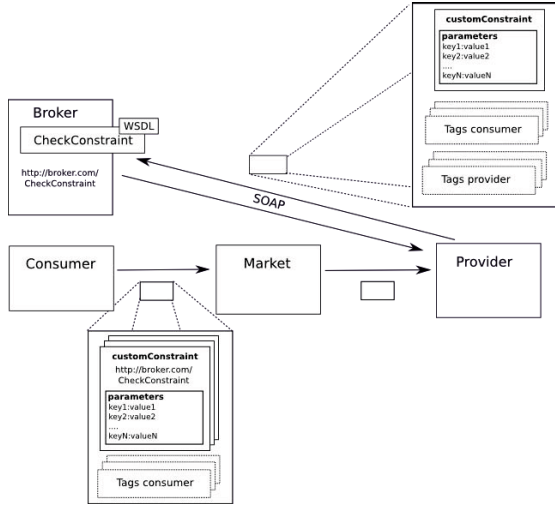 customConstraint
parameters
key1:value1
key2:value2
....
keyN:valueN
Tags consumer
Tags provider
Broker
WSDL
CheckConstraint
http://broker.com/
CheckConstraint
SOAP
Consumer
Market
Provider
customConstraint
http://broker.com/
CheckConstraint
parameters
key1:value1
key2:value2
....
keyN:valueN
Tags consumer